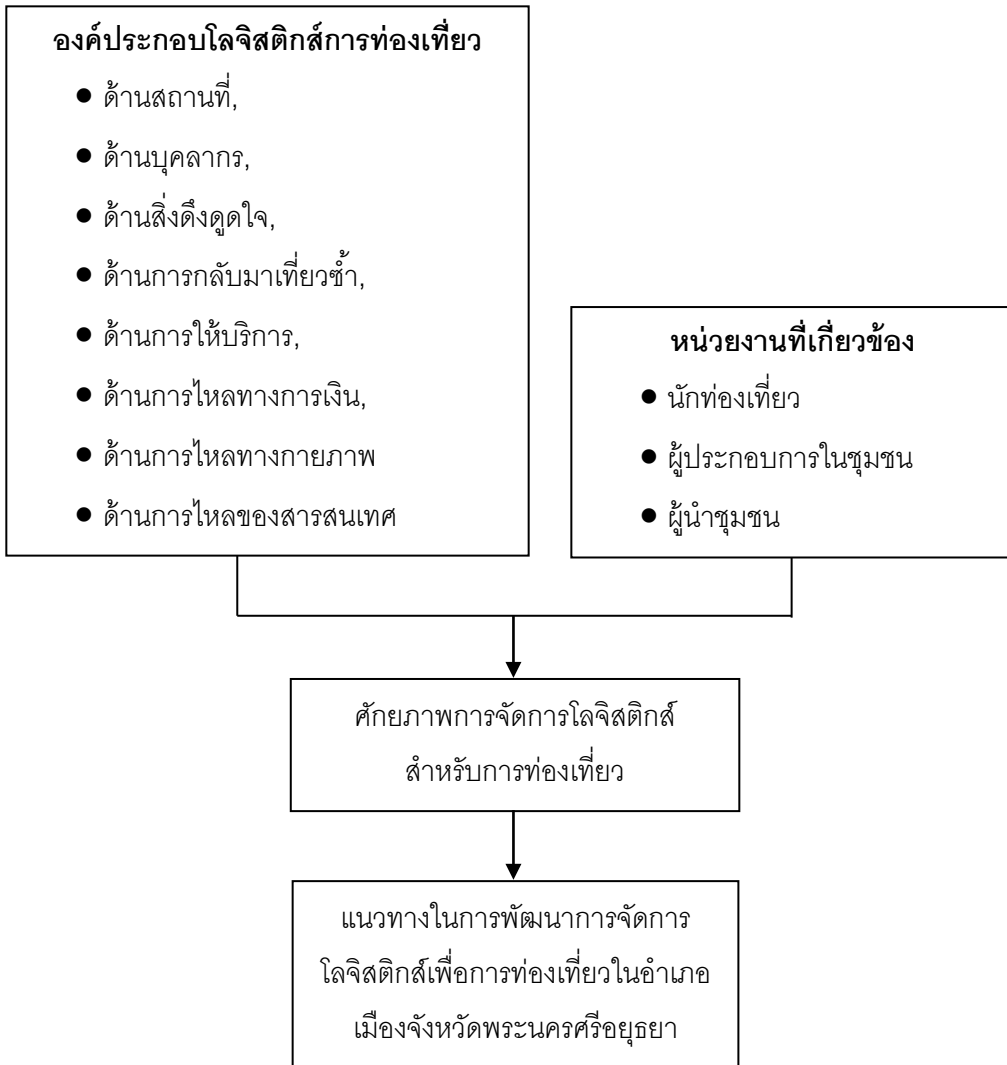 องค์ประกอบโลจิสติกส์การท่องเที่ยว
● ด้านสถานที่,
● ด้านบุคลากร,
● ด้านสิ่งดึงดูดใจ,
● ด้านการกลับมาเที่ยวซ้ำ,
● ด้านการให้บริการ,
● ด้านการไหลทางการเงิน,
● ด้านการไหลทางกายภาพ
● ด้านการไหลของสารสนเทศ
หน่วยงานที่เกี่ยวข้อง
● นักท่องเที่ยว
● ผู้ประกอบการในชุมชน
● ผู้นำชุมชน
ศักยภาพการจัดการโลจิสติกส์
สำหรับการท่องเที่ยว
แนวทางในการพัฒนาการจัดการ
โลจิสติกส์เพื่อการท่องเที่ยวในอำเภอ
เมืองจังหวัดพระนครศรีอยุธยา